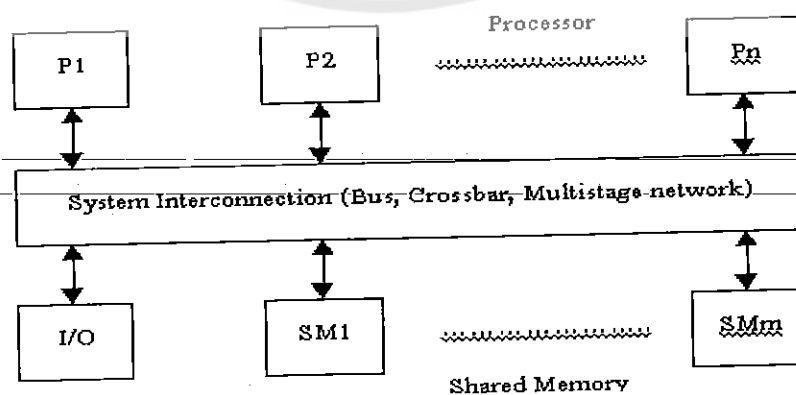 Processor
P1
P2
Pn
System Interconnection (Bus, Crossbar, Multistage network)
I/O
SM1
SMm
Shared Memory